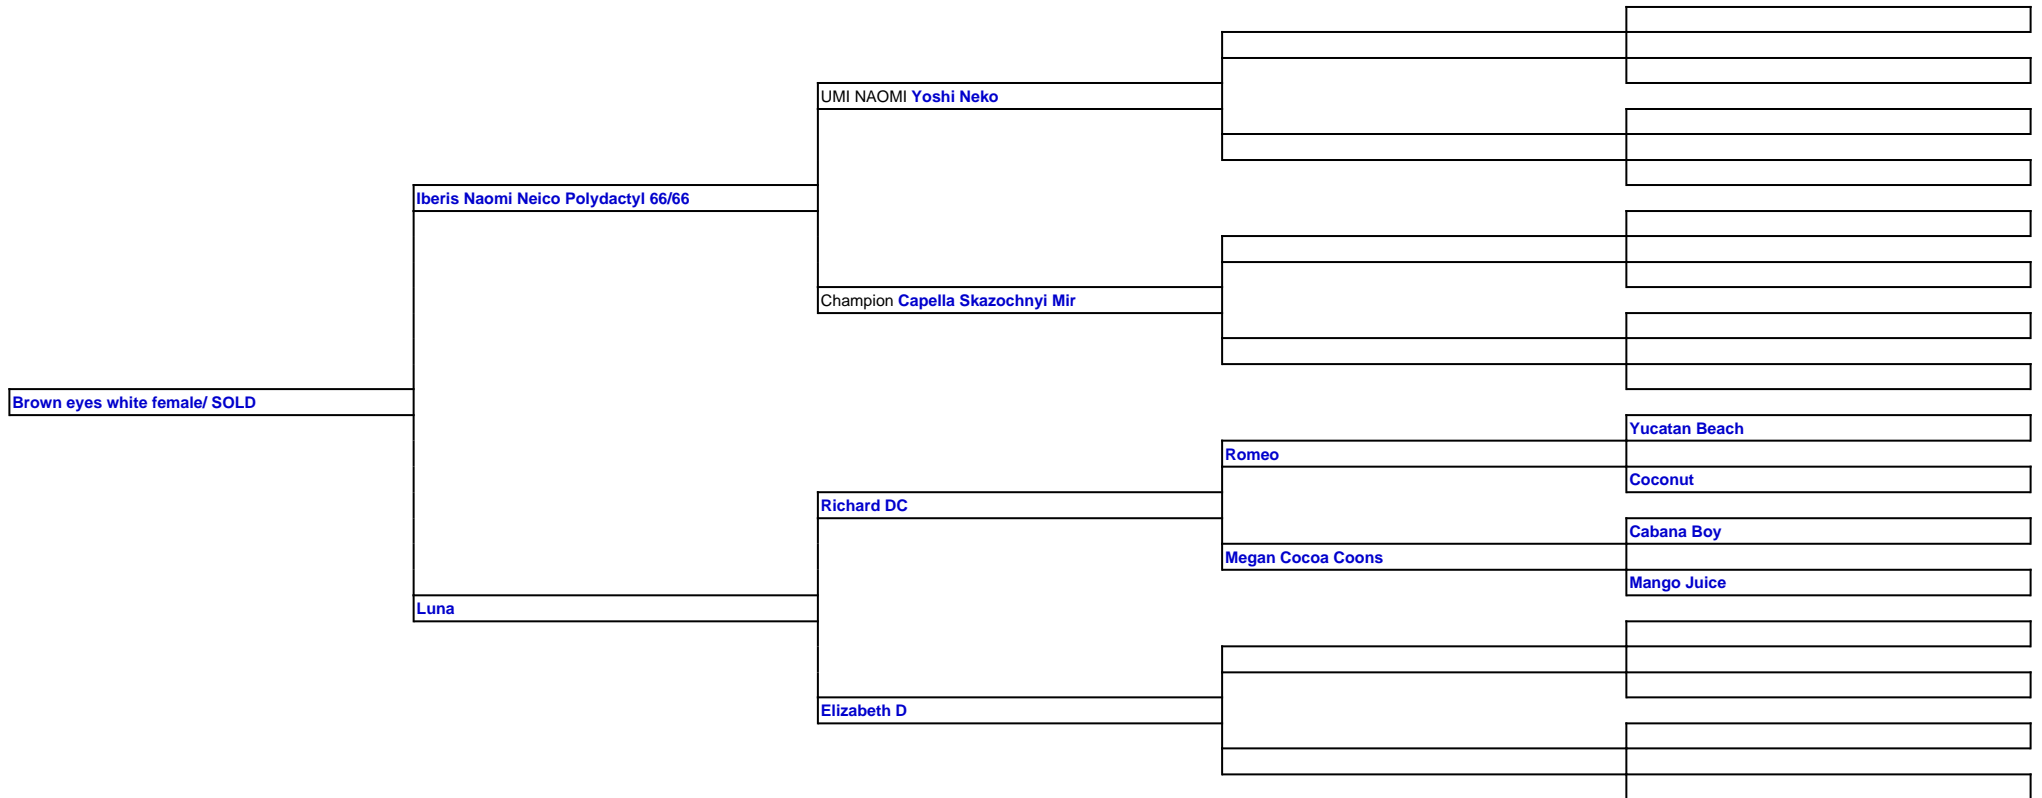 UMI NAOMI Yoshi Neko
Iberis Naomi Neico Polydactyl 66/66
Champion Capella Skazochnyi Mir
Brown eyes white female/ SOLD
Yucatan Beach
Romeo
Coconut
Richard DC
Cabana Boy
Megan Cocoa Coons
Mango Juice
Luna
Elizabeth D